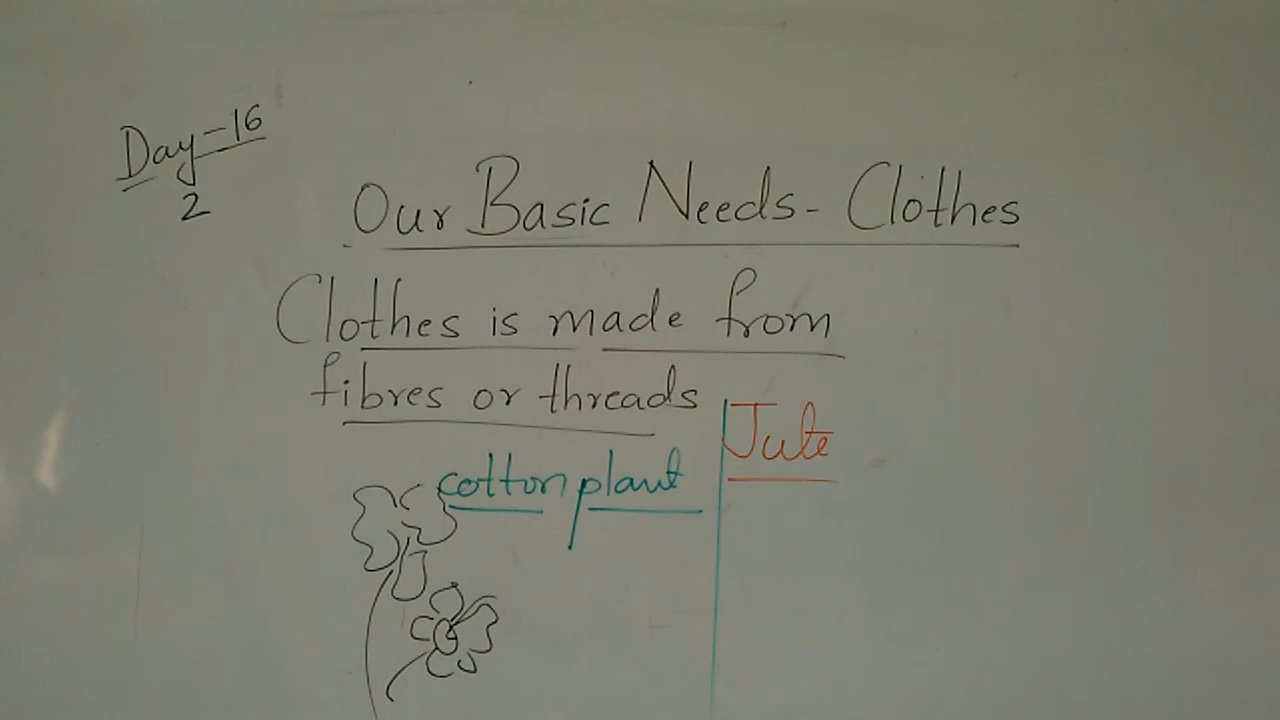 Day-16
2
Our Basic Needs - Clothes
Clothes is made from
fibres or threads
cotton plant
Jute